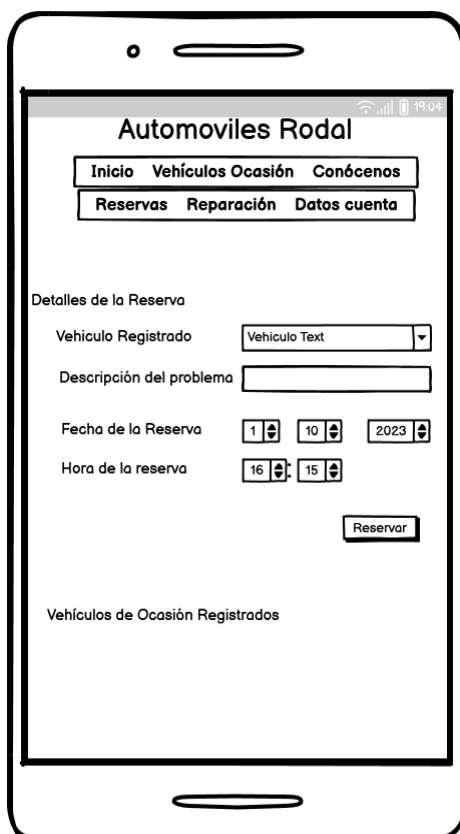 19:04
Automoviles Rodal
Inicio Vehículos Ocasión Conócenos
Reservas Reparación Datos cuenta
Detalles de la Reserva
Vehiculo Registrado Vehiculo Text
Descripción del problema
Fecha de la Reserva 1 10 2023
Hora de la reserva 16 : 15
Reservar
Vehículos de Ocasión Registrados